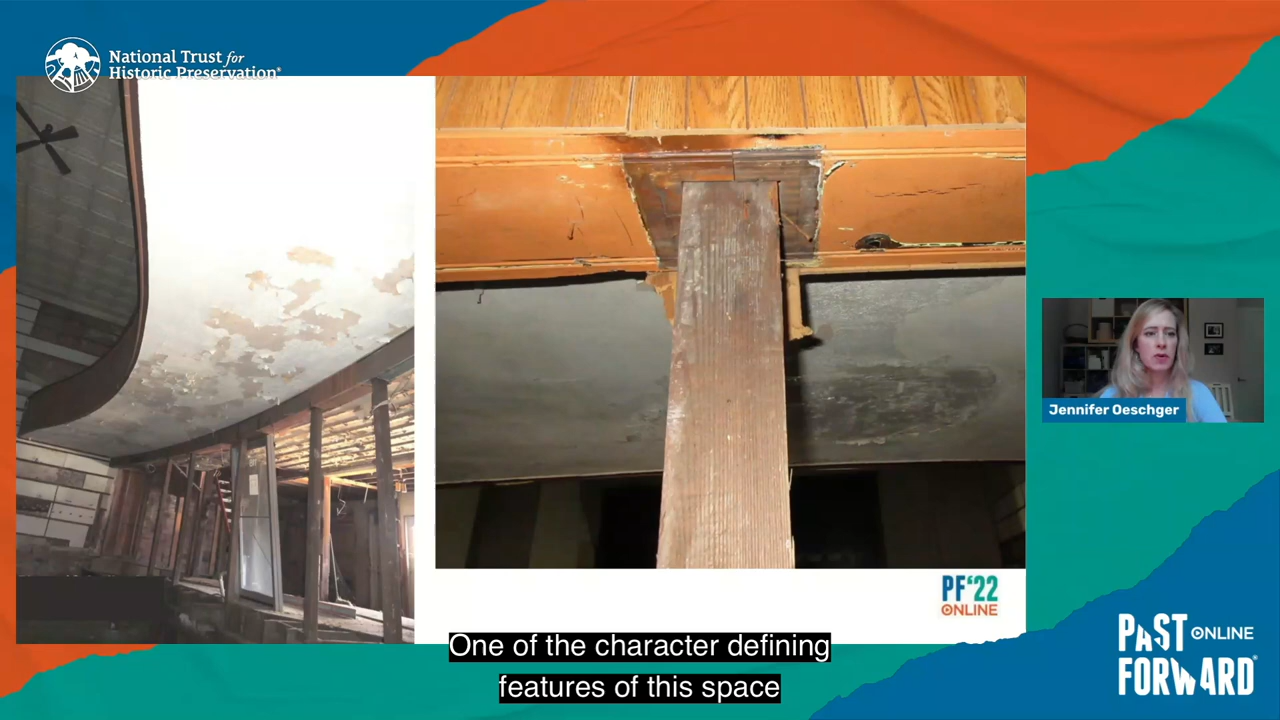 National Trust for
Historic Preservation®
Jennifer Oeschger
PF'22
ONLINE
One of the character defining
features of this space
PAST ONLINE
FORWARD